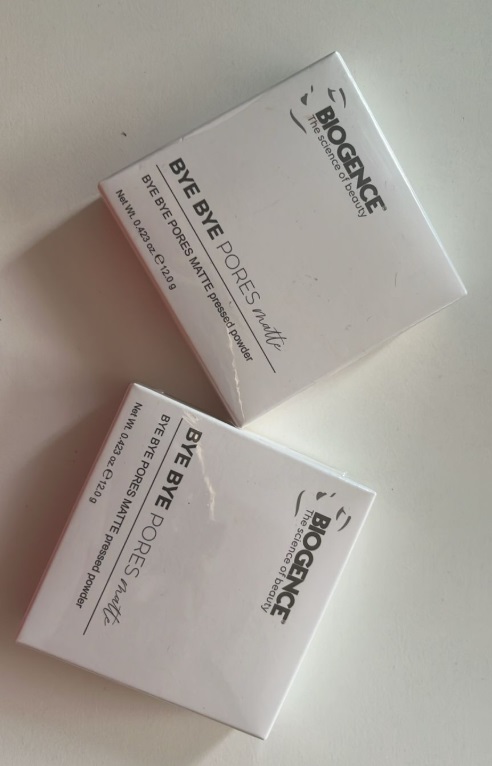 BIOGENCE
The science of beauty
BYE BYE PORES matte
BYE BYE PORES MATTE pressed powder
Net Wt. 0.423 oz. ℮ 12.0 g
BIOGENCE
The science of beauty
BYE BYE PORES matte
BYE BYE PORES MATTE pressed powder
Net Wt. 0.423 oz ℮ 12.0 g